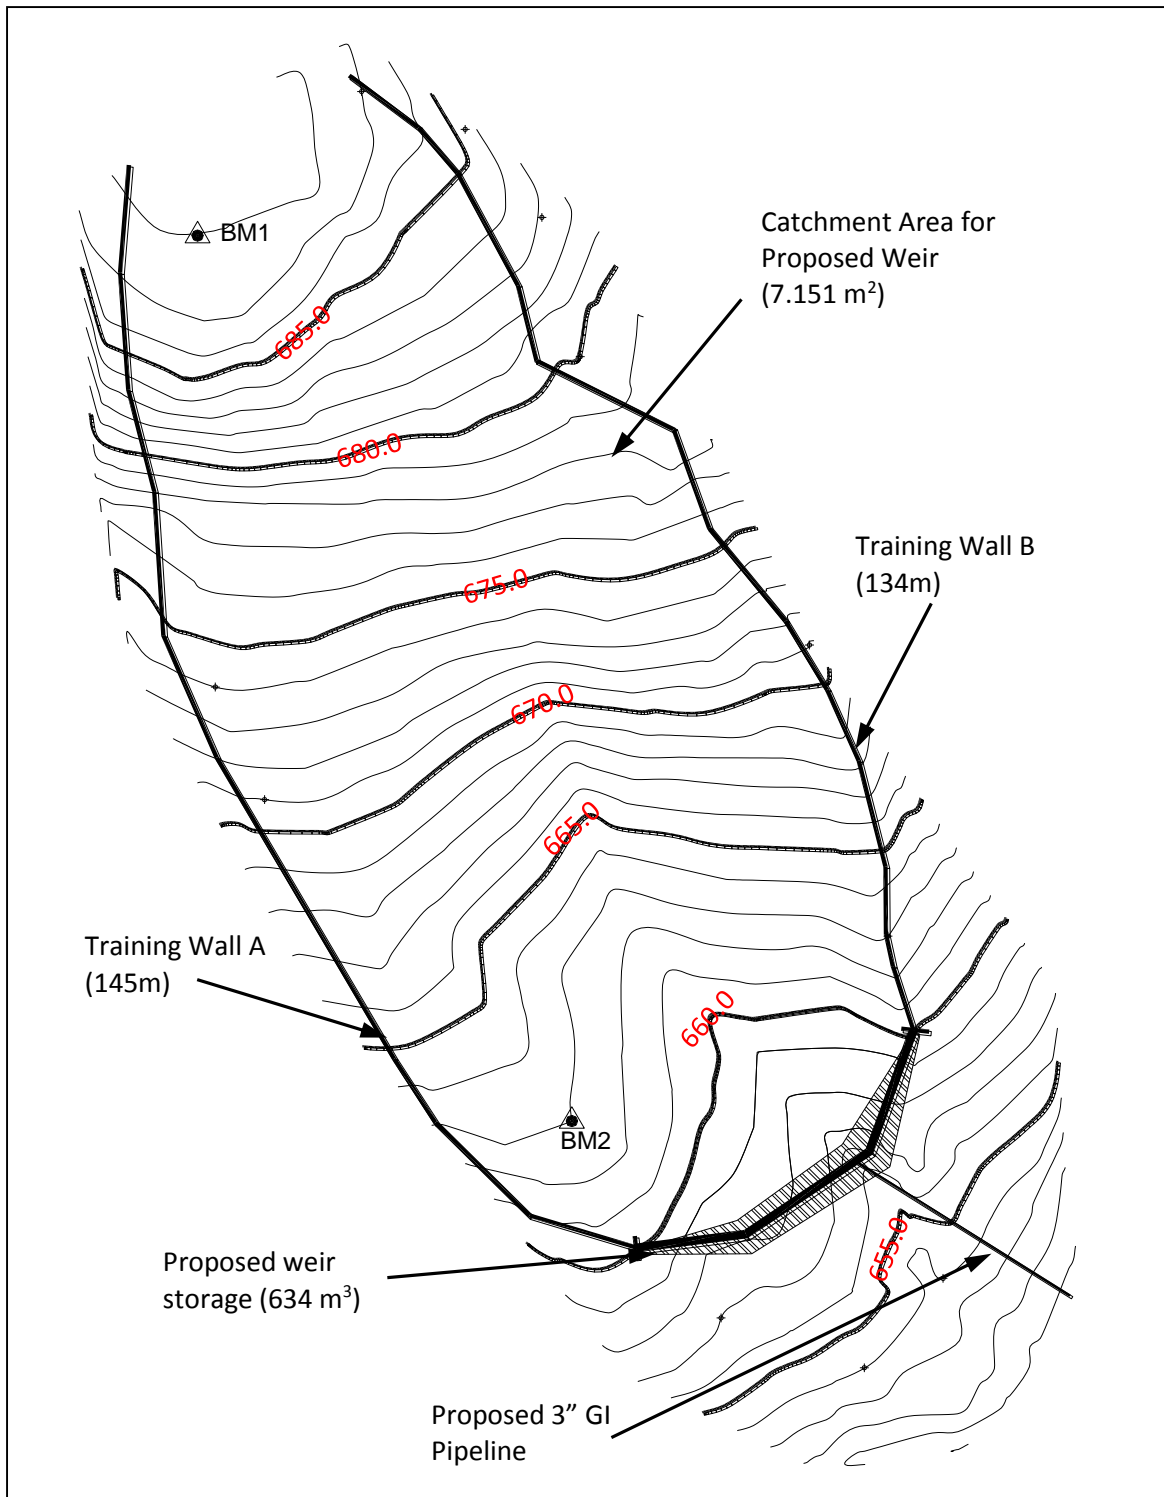 BM1
Catchment Area for
Proposed Weir
(7.151 m²)
685.0
680.0
Training Wall B
(134m)
675.0
670.0
665.0
Training Wall A
(145m)
660.0
BM2
655.0
Proposed weir
storage (634 m³)
Proposed 3” GI
Pipeline